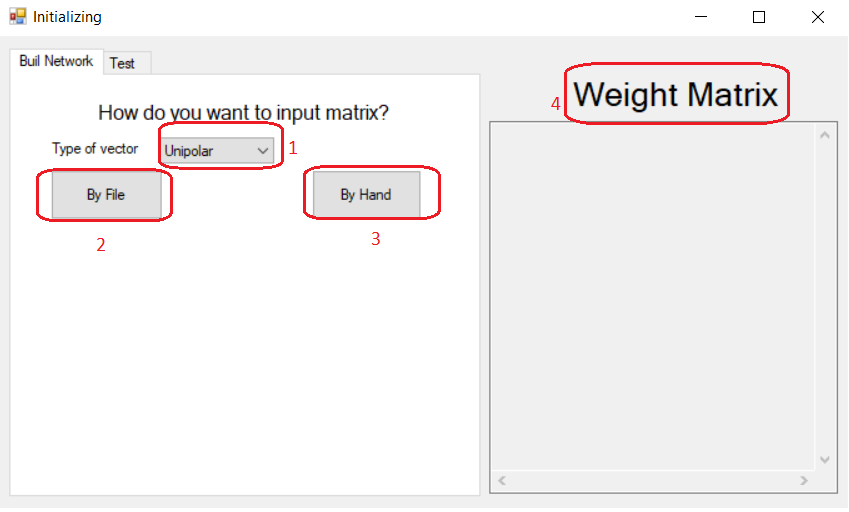 Initializing
Buil Network
Test
How do you want to input matrix?
Type of vector
Unipolar
1
By File
By Hand
2
3
4
Weight Matrix